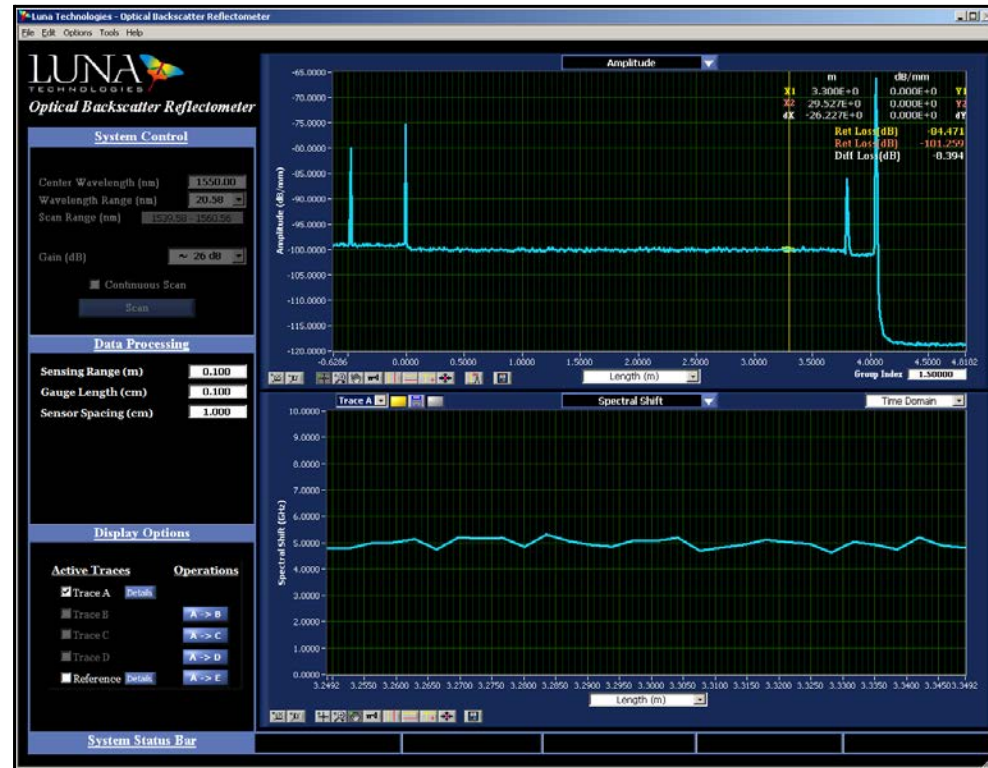 Luna Technologies - Optical Backscatter Reflectometer
File Edit Options Tools Help
LUNA
TECHNOLOGIES
Optical Backscatter Reflectometer
System Control
Center Wavelength (nm) 1550.00
Wavelength Range (nm) 20.58
Scan Range (nm) 1539.58 - 1560.56
Gain (dB) ~ 26 dB
Continuous Scan
Scan
Data Processing
Sensing Range (m) 0.100
Gauge Length (cm) 0.100
Sensor Spacing (cm) 1.000
Display Options
Active Traces Operations
Trace A Details
Trace B A -> B
Trace C A -> C
Trace D A -> D
Reference Details A -> E
System Status Bar
Amplitude
m dB/mm
X1 3.300E+0 0.000E+0 Y1
X2 29.527E+0 0.000E+0 Y2
dX -26.227E+0 0.000E+0 dY
Ret Loss (dB) -84.471
Ret Loss (dB) -101.259
Diff Loss (dB) -8.394
Amplitude (dB/mm)
-65.0000
-70.0000
-75.0000
-80.0000
-85.0000
-90.0000
-95.0000
-100.0000
-105.0000
-110.0000
-115.0000
-120.0000
-0.6286 0.0000 0.5000 1.0000 1.5000 2.0000 2.5000 3.0000 3.5000 4.0000 4.5000 4.8182
Length (m)
Group Index 1.50000
Trace A
Spectral Shift
Time Domain
Spectral Shift (GHz)
10.0000
9.0000
8.0000
7.0000
6.0000
5.0000
4.0000
3.0000
2.0000
1.0000
0.0000
3.2492 3.2550 3.2600 3.2650 3.2700 3.2750 3.2800 3.2850 3.2900 3.2950 3.3000 3.3050 3.3100 3.3150 3.3200 3.3250 3.3300 3.3350 3.3400 3.3450 3.3492
Length (m)